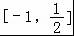 [-1, 1/2]